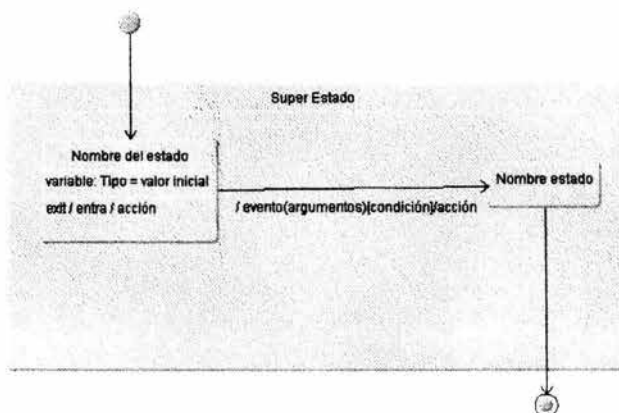 Super Estado
Nombre del estado
variable: Tipo = valor inicial
exit / entra / acción
/ evento(argumentos)[condición]/acción
Nombre estado